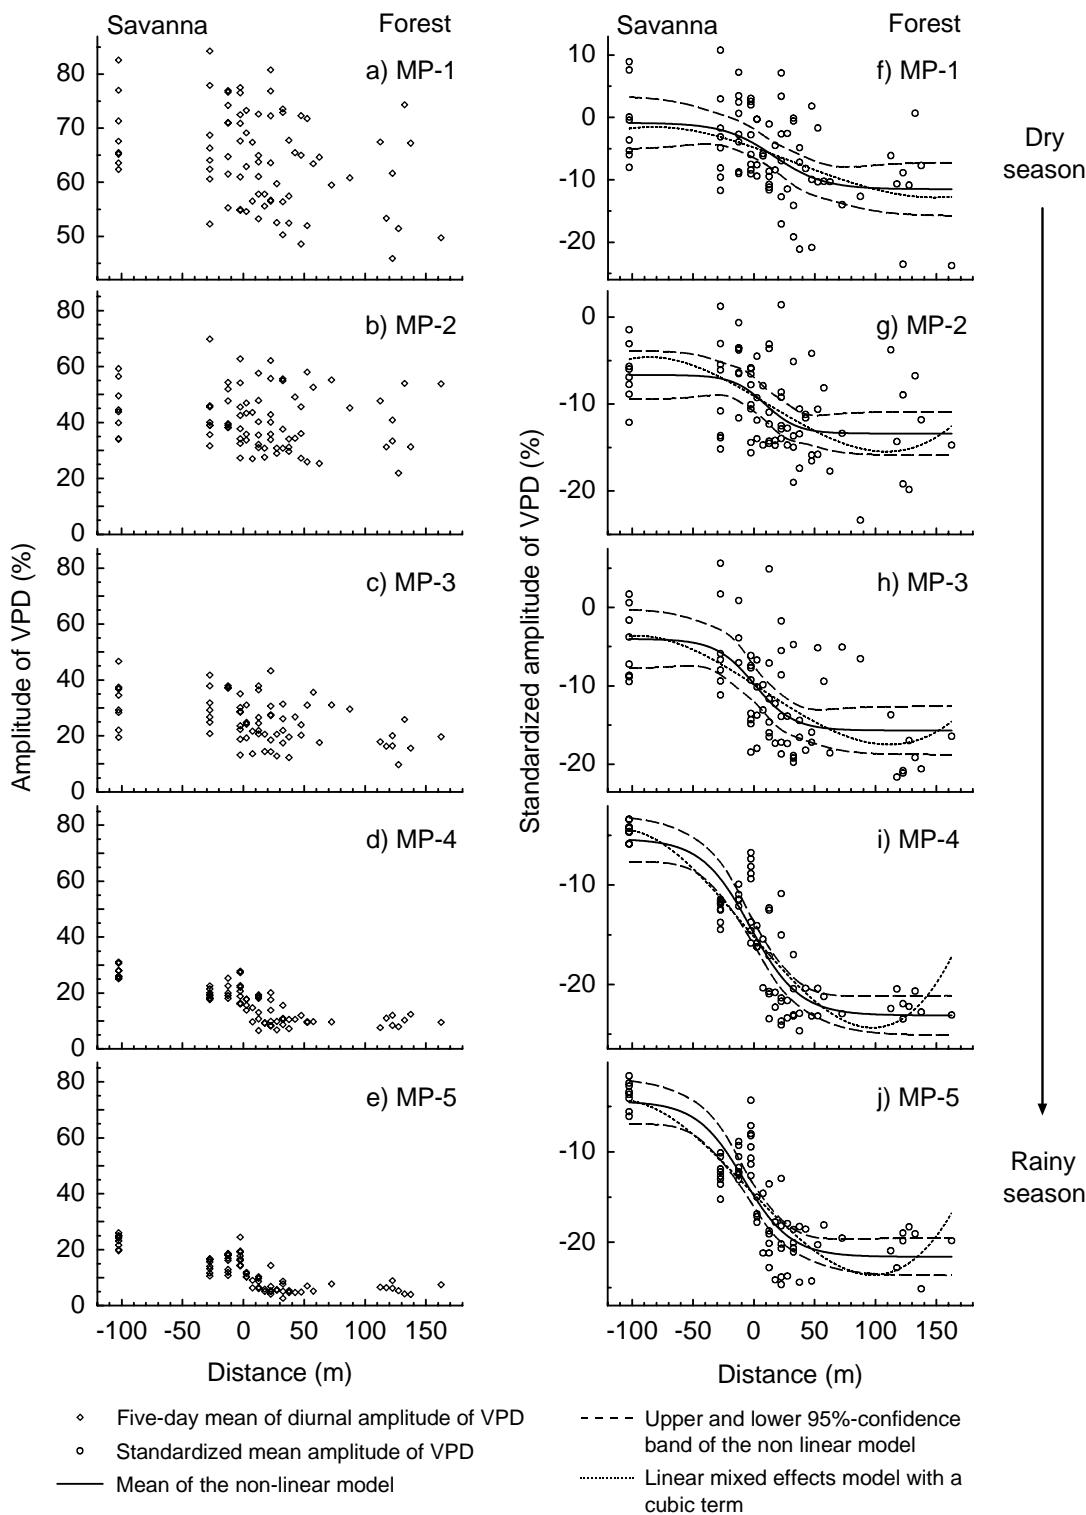 Savanna Forest
80
70
60
50
a) MP-1
80
60
40
20
0
b) MP-2
80
60
40
20
0
c) MP-3
80
60
40
20
0
d) MP-4
80
60
40
20
0
e) MP-5
-100 -50 0 50 100 150
Distance (m)
Amplitude of VPD (%)
Savanna Forest
10
0
-10
-20
f) MP-1
0
-10
-20
g) MP-2
0
-10
-20
h) MP-3
-10
-20
i) MP-4
-10
-20
j) MP-5
-100 -50 0 50 100 150
Distance (m)
Standardized amplitude of VPD (%)
Dry
season
Rainy
season
Five-day mean of diurnal amplitude of VPD
Standardized mean amplitude of VPD
Mean of the non-linear model
Upper and lower 95%-confidence
band of the non linear model
Linear mixed effects model with a
cubic term